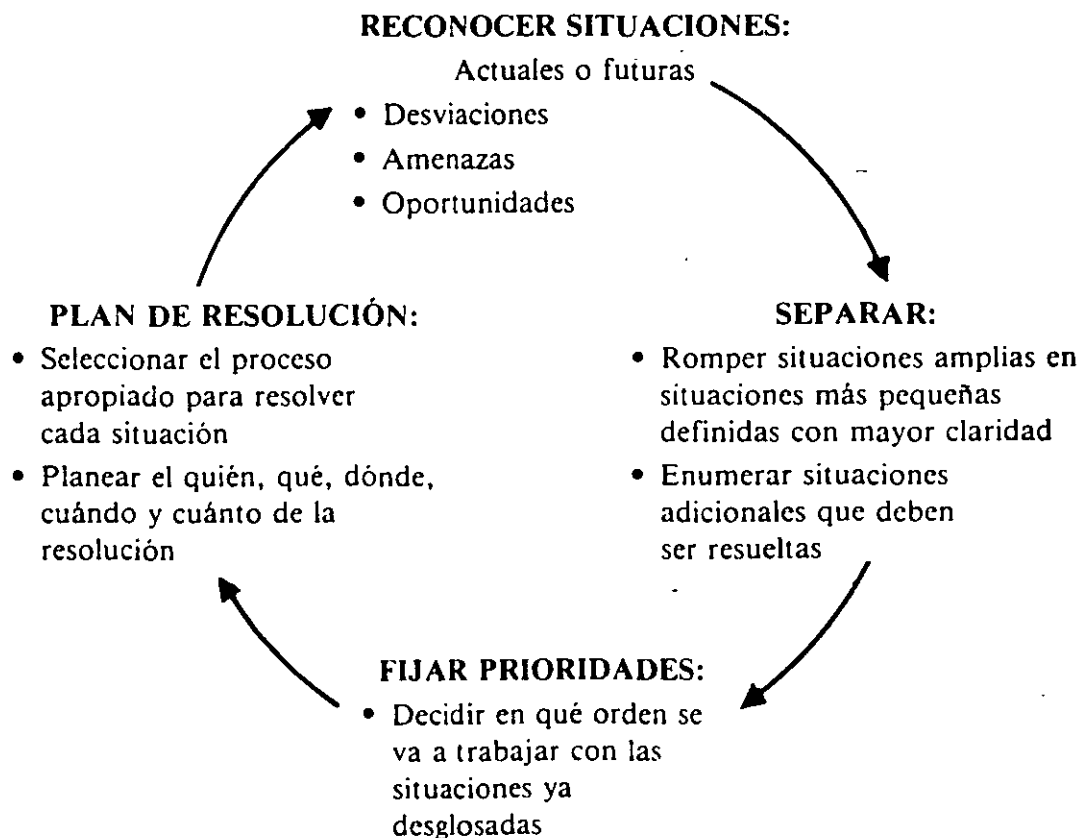 RECONOCER SITUACIONES:
Actuales o futuras
• Desviaciones
• Amenazas
• Oportunidades
SEPARAR:
• Romper situaciones amplias en
situaciones más pequeñas
definidas con mayor claridad
• Enumerar situaciones
adicionales que deben
ser resueltas
FIJAR PRIORIDADES:
• Decidir en qué orden se
va a trabajar con las
situaciones ya
desglosadas
PLAN DE RESOLUCIÓN:
• Seleccionar el proceso
apropiado para resolver
cada situación
• Planear el quién, qué, dónde,
cuándo y cuánto de la
resolución